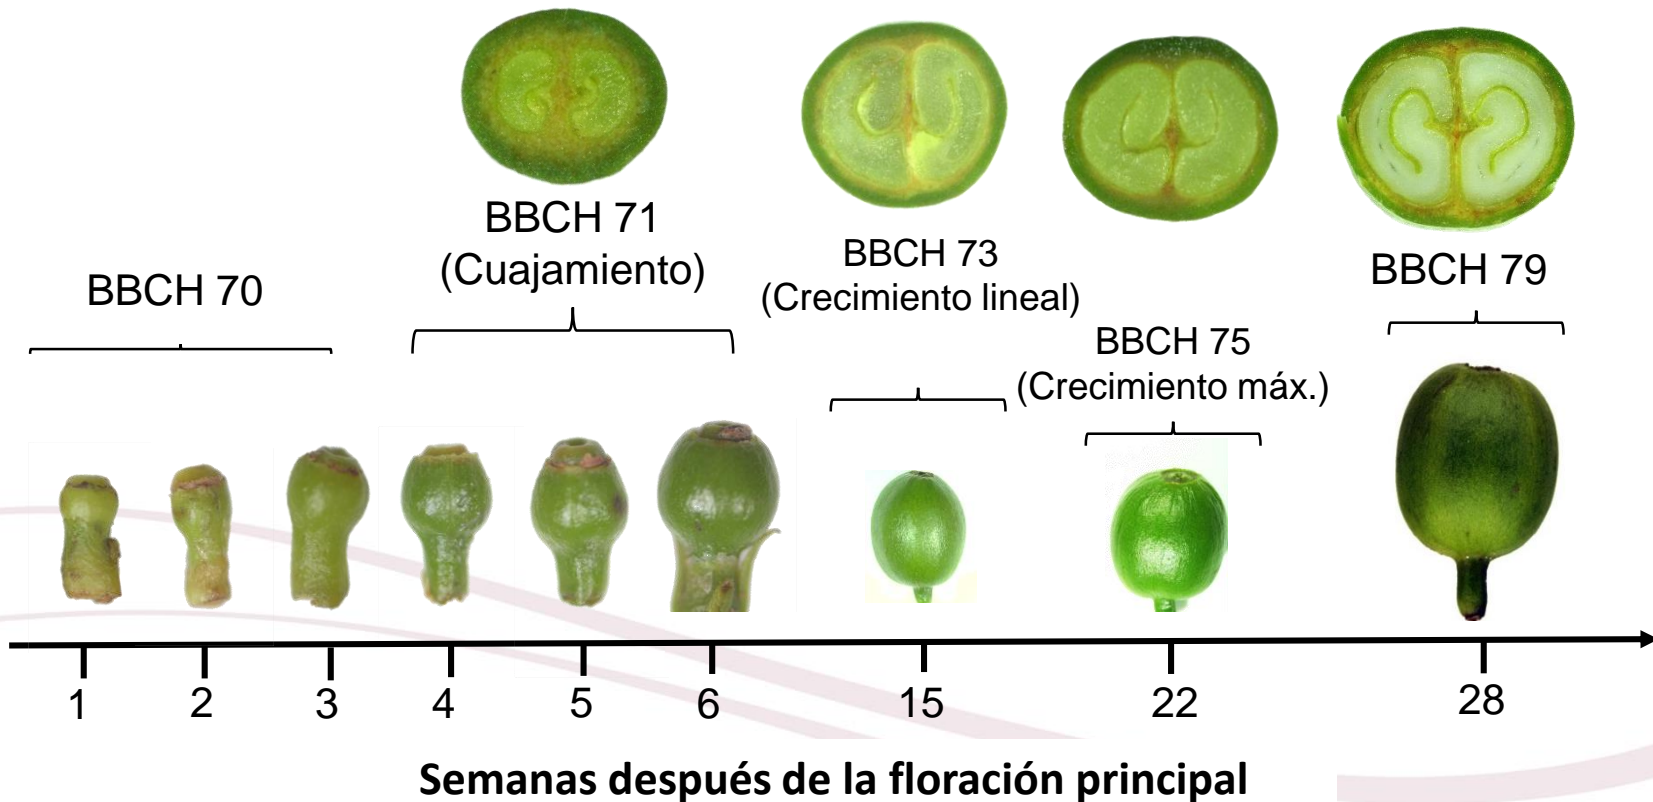 BBCH 70
BBCH 71
(Cuajamiento)
BBCH 73
(Crecimiento lineal)
BBCH 75
(Crecimiento máx.)
BBCH 79
1 2 3 4 5 6 15 22 28
Semanas después de la floración principal